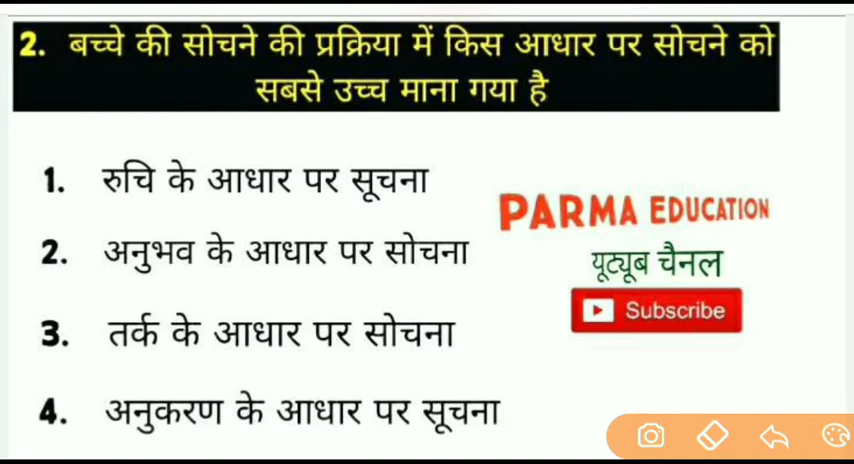 2. बच्चे की सोचने की प्रक्रिया में किस आधार पर सोचने को
सबसे उच्च माना गया है
1. रुचि के आधार पर सूचना
2. अनुभव के आधार पर सोचना
3. तर्क के आधार पर सोचना
4. अनुकरण के आधार पर सूचना
PARMA EDUCATION
यूट्यूब चैनल
Subscribe